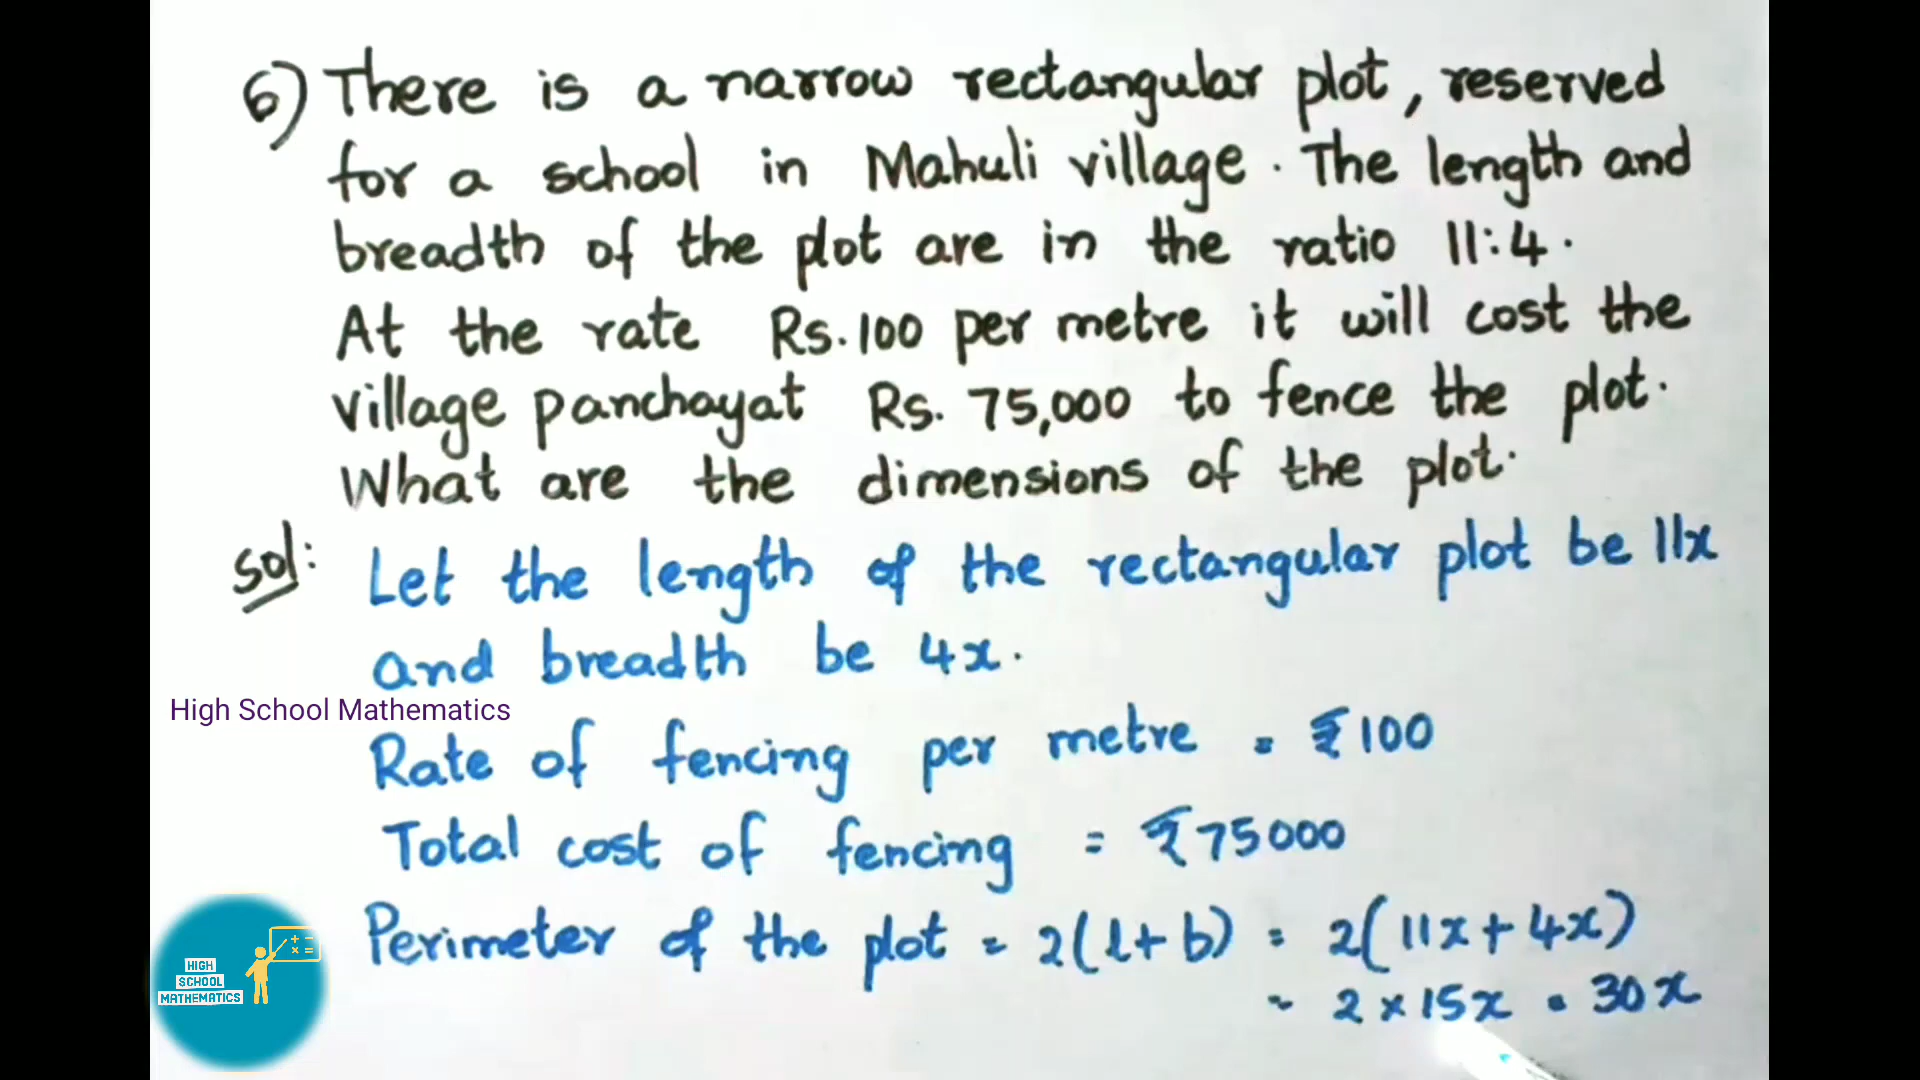 6) There is a narrow rectangular plot, reserved
for a school in Mahuli village. The length and
breadth of the plot are in the ratio 11:4.
At the rate Rs.100 per metre it will cost the
village panchayat Rs. 75,000 to fence the plot.
What are the dimensions of the plot.
Sol: Let the length of the rectangular plot be 11x
and breadth be 4x.
High School Mathematics
Rate of fencing per metre = ₹100
Total cost of fencing = ₹75000
Perimeter of the plot = 2(l+b) = 2(11x+4x)
= 2×15x = 30x
HIGH
SCHOOL
MATHEMATICS
+ −
× =